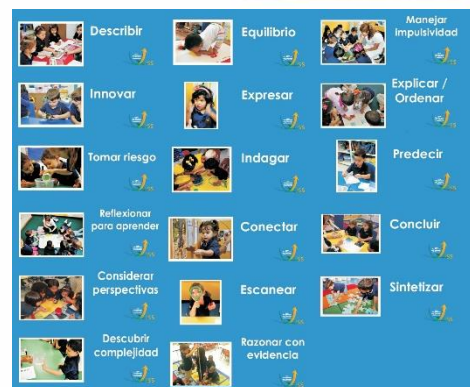 Describir
Equilibrio
Manejar
impulsividad
Innovar
Expresar
Explicar /
Ordenar
Tomar riesgo
Indagar
Predecir
Reflexionar
para aprender
Conectar
Concluir
Considerar
perspectivas
Escanear
Sintetizar
Descubrir
complejidad
Razonar con
evidencia